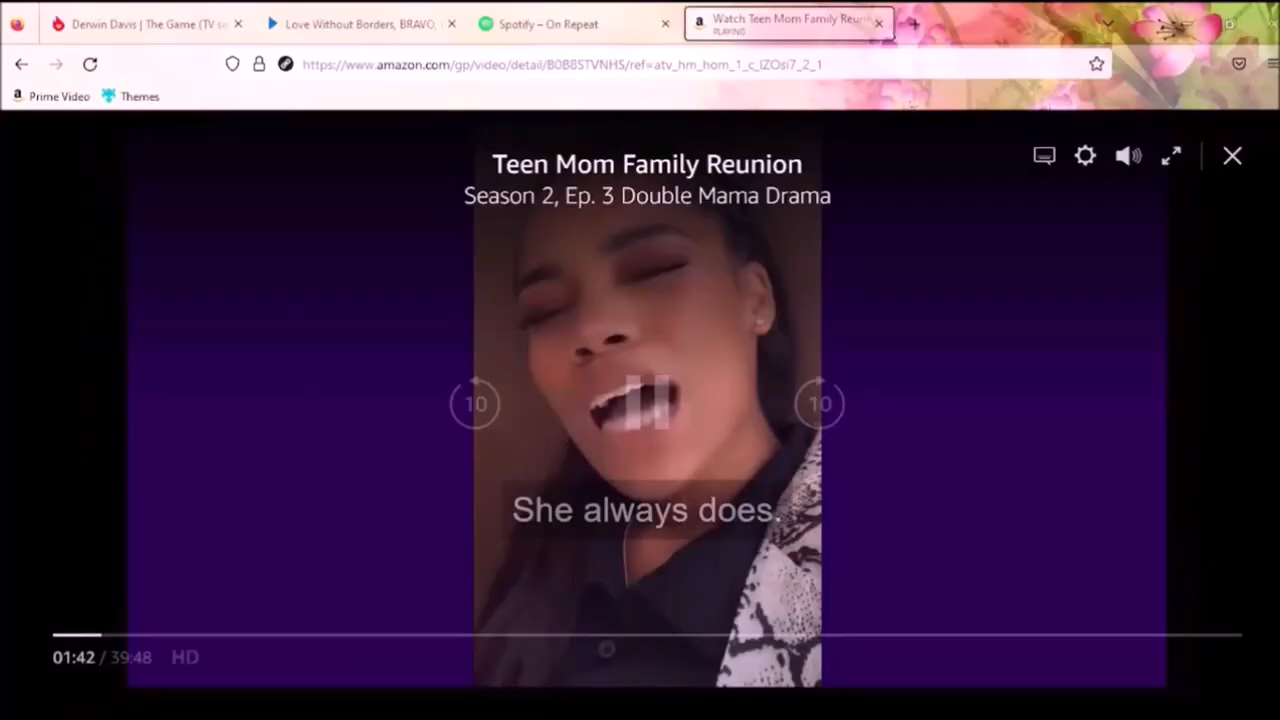 Derwin Davis | The Game (TV se
Love Without Borders, BRAVO,
Spotify – On Repeat
Watch Teen Mom Family Reuni
PLAYING
https://www.amazon.com/gp/video/detail/B0B8STVNHS/ref=atv_hm_hom_1_c_lZOsi7_2_1
Prime Video
Themes
Teen Mom Family Reunion
Season 2, Ep. 3 Double Mama Drama
10
10
She always does.
01:42 / 39:48 HD